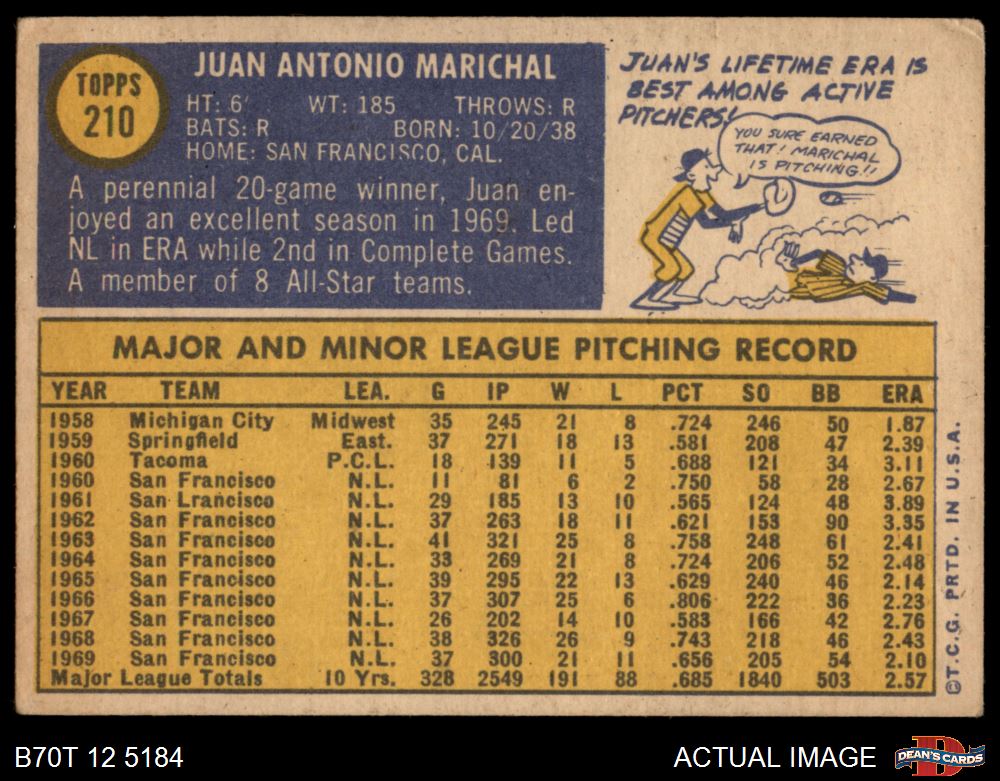 TOPPS
210
JUAN ANTONIO MARICHAL
HT: 6' WT: 185 THROWS: R
BATS: R BORN: 10/20/38
HOME: SAN FRANCISCO, CAL.
A perennial 20-game winner, Juan en-
joyed an excellent season in 1969. Led
NL in ERA while 2nd in Complete Games.
A member of 8 All-Star teams.
JUAN'S LIFETIME ERA IS
BEST AMONG ACTIVE
PITCHERS!
YOU SURE EARNED
THAT! MARICHAL
IS PITCHING!!
MAJOR AND MINOR LEAGUE PITCHING RECORD
YEAR TEAM LEA. G IP W L PCT SO BB ERA
1958 Michigan City Midwest 35 245 21 8 .724 246 50 1.87
1959 Springfield East. 37 271 18 13 .581 208 47 2.39
1960 Tacoma P.C.L. 18 139 11 5 .688 121 34 3.11
1960 San Francisco N.L. 11 81 6 2 .750 58 28 2.67
1961 San Lrancisco N.L. 29 185 13 10 .565 124 48 3.89
1962 San Francisco N.L. 37 263 18 11 .621 153 90 3.35
1963 San Francisco N.L. 41 321 25 8 .758 248 61 2.41
1964 San Francisco N.L. 33 269 21 8 .724 206 52 2.48
1965 San Francisco N.L. 39 295 22 13 .629 240 46 2.14
1966 San Francisco N.L. 37 307 25 6 .806 222 36 2.23
1967 San Francisco N.L. 26 202 14 10 .583 166 42 2.76
1968 San Francisco N.L. 38 326 26 9 .743 218 46 2.43
1969 San Francisco N.L. 37 300 21 11 .656 205 54 2.10
Major League Totals 10 Yrs. 328 2549 191 88 .685 1840 503 2.57
©T.C.G. PRTD. IN U.S.A.
B70T 12 5184
ACTUAL IMAGE
DEAN'S CARDS